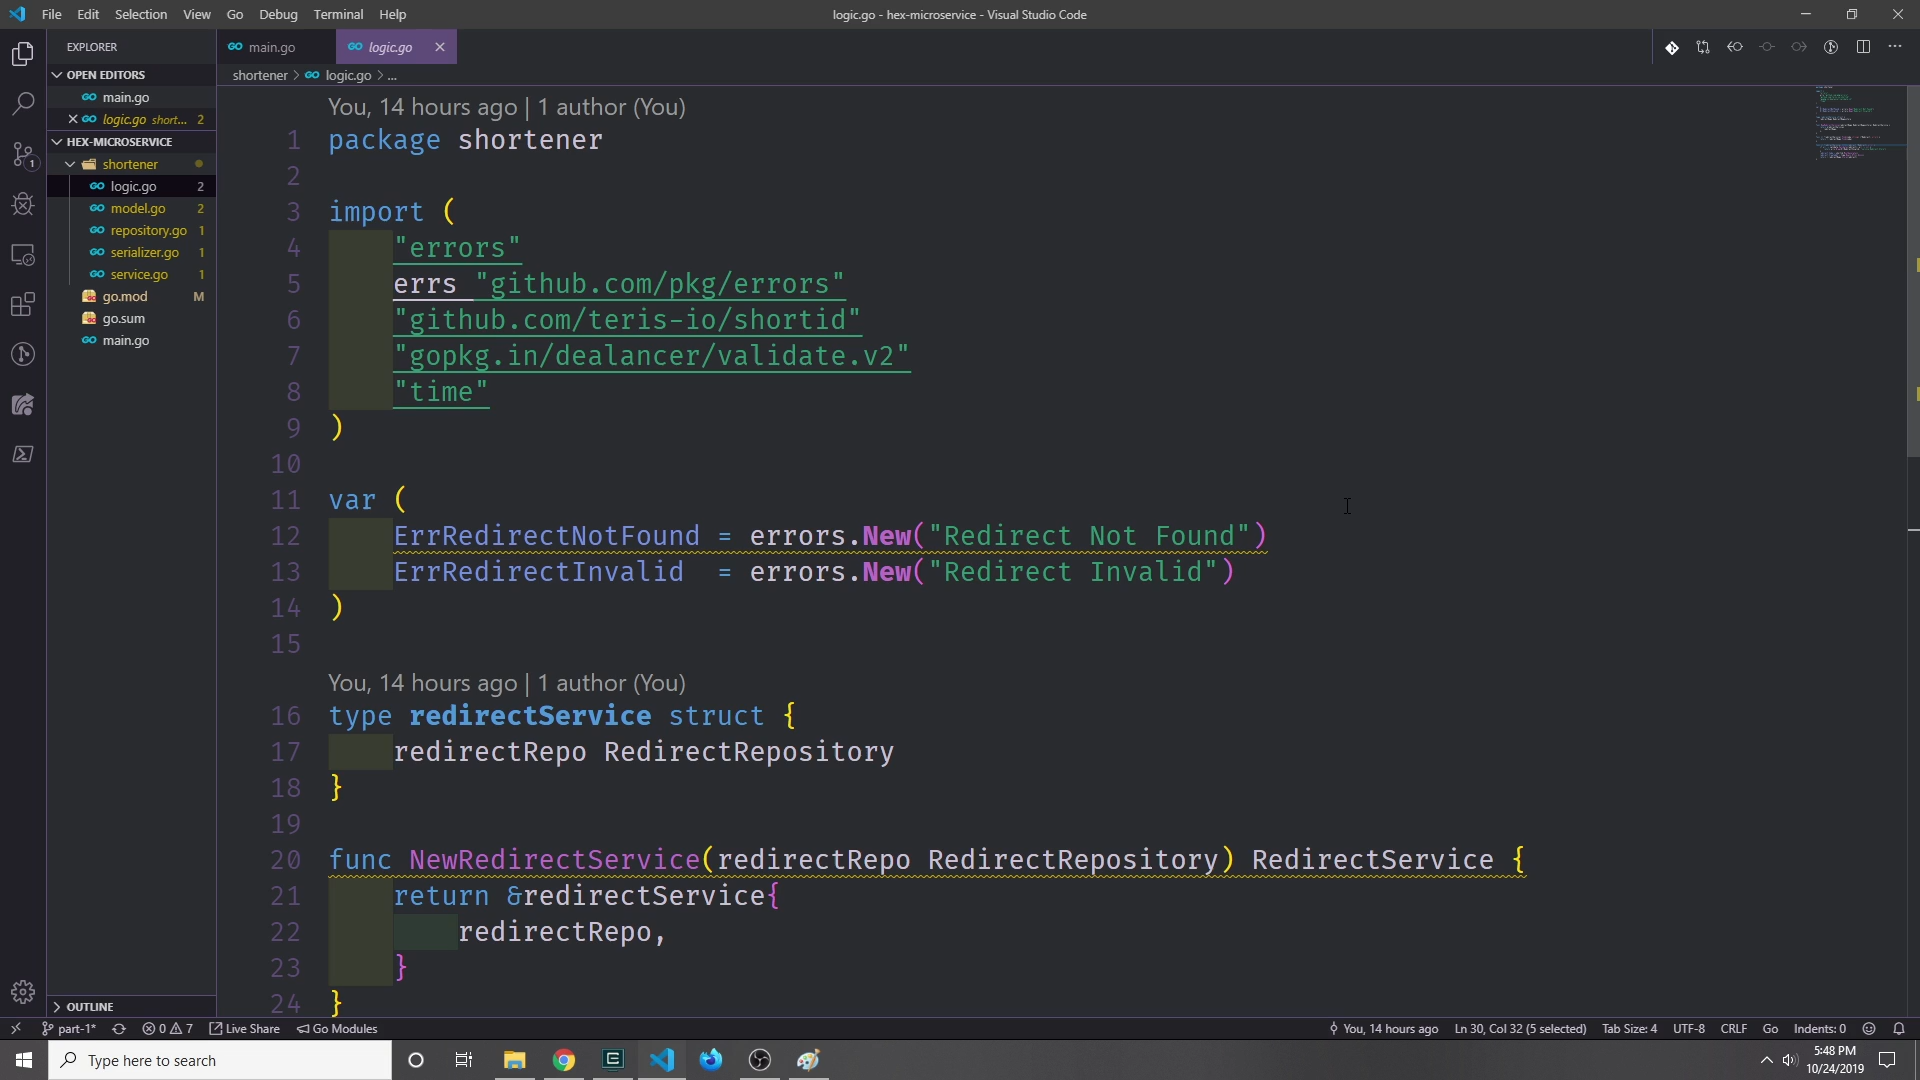 File Edit Selection View Go Debug Terminal Help
logic.go - hex-microservice - Visual Studio Code
EXPLORER
OPEN EDITORS
main.go
logic.go short... 2
HEX-MICROSERVICE
shortener
logic.go 2
model.go 2
repository.go 1
serializer.go 1
service.go 1
go.mod M
go.sum
main.go
OUTLINE
main.go logic.go
shortener > logic.go > ...
You, 14 hours ago | 1 author (You)
1 package shortener
2
3 import (
4 "errors"
5 errs "github.com/pkg/errors"
6 "github.com/teris-io/shortid"
7 "gopkg.in/dealancer/validate.v2"
8 "time"
9 )
10
11 var (
12 ErrRedirectNotFound = errors.New("Redirect Not Found")
13 ErrRedirectInvalid = errors.New("Redirect Invalid")
14 )
15
You, 14 hours ago | 1 author (You)
16 type redirectService struct {
17 redirectRepo RedirectRepository
18 }
19
20 func NewRedirectService(redirectRepo RedirectRepository) RedirectService {
21 return &redirectService{
22 redirectRepo,
23 }
24 }
1
part-1* 0 7 Live Share Go Modules
You, 14 hours ago Ln 30, Col 32 (5 selected) Tab Size: 4 UTF-8 CRLF Go Indents: 0
Type here to search
5:48 PM
10/24/2019